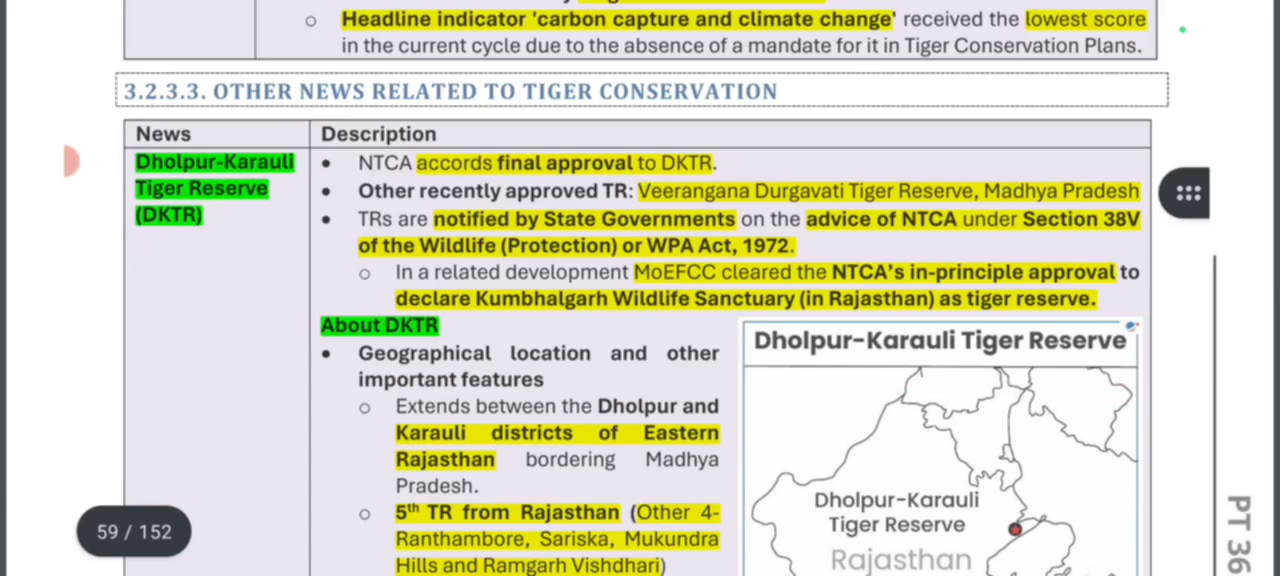 Headline indicator 'carbon capture and climate change' received the lowest score
in the current cycle due to the absence of a mandate for it in Tiger Conservation Plans.
3.2.3.3. OTHER NEWS RELATED TO TIGER CONSERVATION
News
Description
Dholpur-Karauli
Tiger Reserve
(DKTR)
• NTCA accords final approval to DKTR.
• Other recently approved TR: Veerangana Durgavati Tiger Reserve, Madhya Pradesh
• TRs are notified by State Governments on the advice of NTCA under Section 38V
of the Wildlife (Protection) or WPA Act, 1972.
o In a related development MoEFCC cleared the NTCA's in-principle approval to
declare Kumbhalgarh Wildlife Sanctuary (in Rajasthan) as tiger reserve.
About DKTR
• Geographical location and other
important features
o Extends between the Dholpur and
Karauli districts of Eastern
Rajasthan bordering Madhya
Pradesh.
o 5th TR from Rajasthan (Other 4-
Ranthambore, Sariska, Mukundra
Hills and Ramgarh Vishdhari)
Dholpur-Karauli Tiger Reserve
Dholpur-Karauli
Tiger Reserve
Rajasthan
59 / 152
PT 36